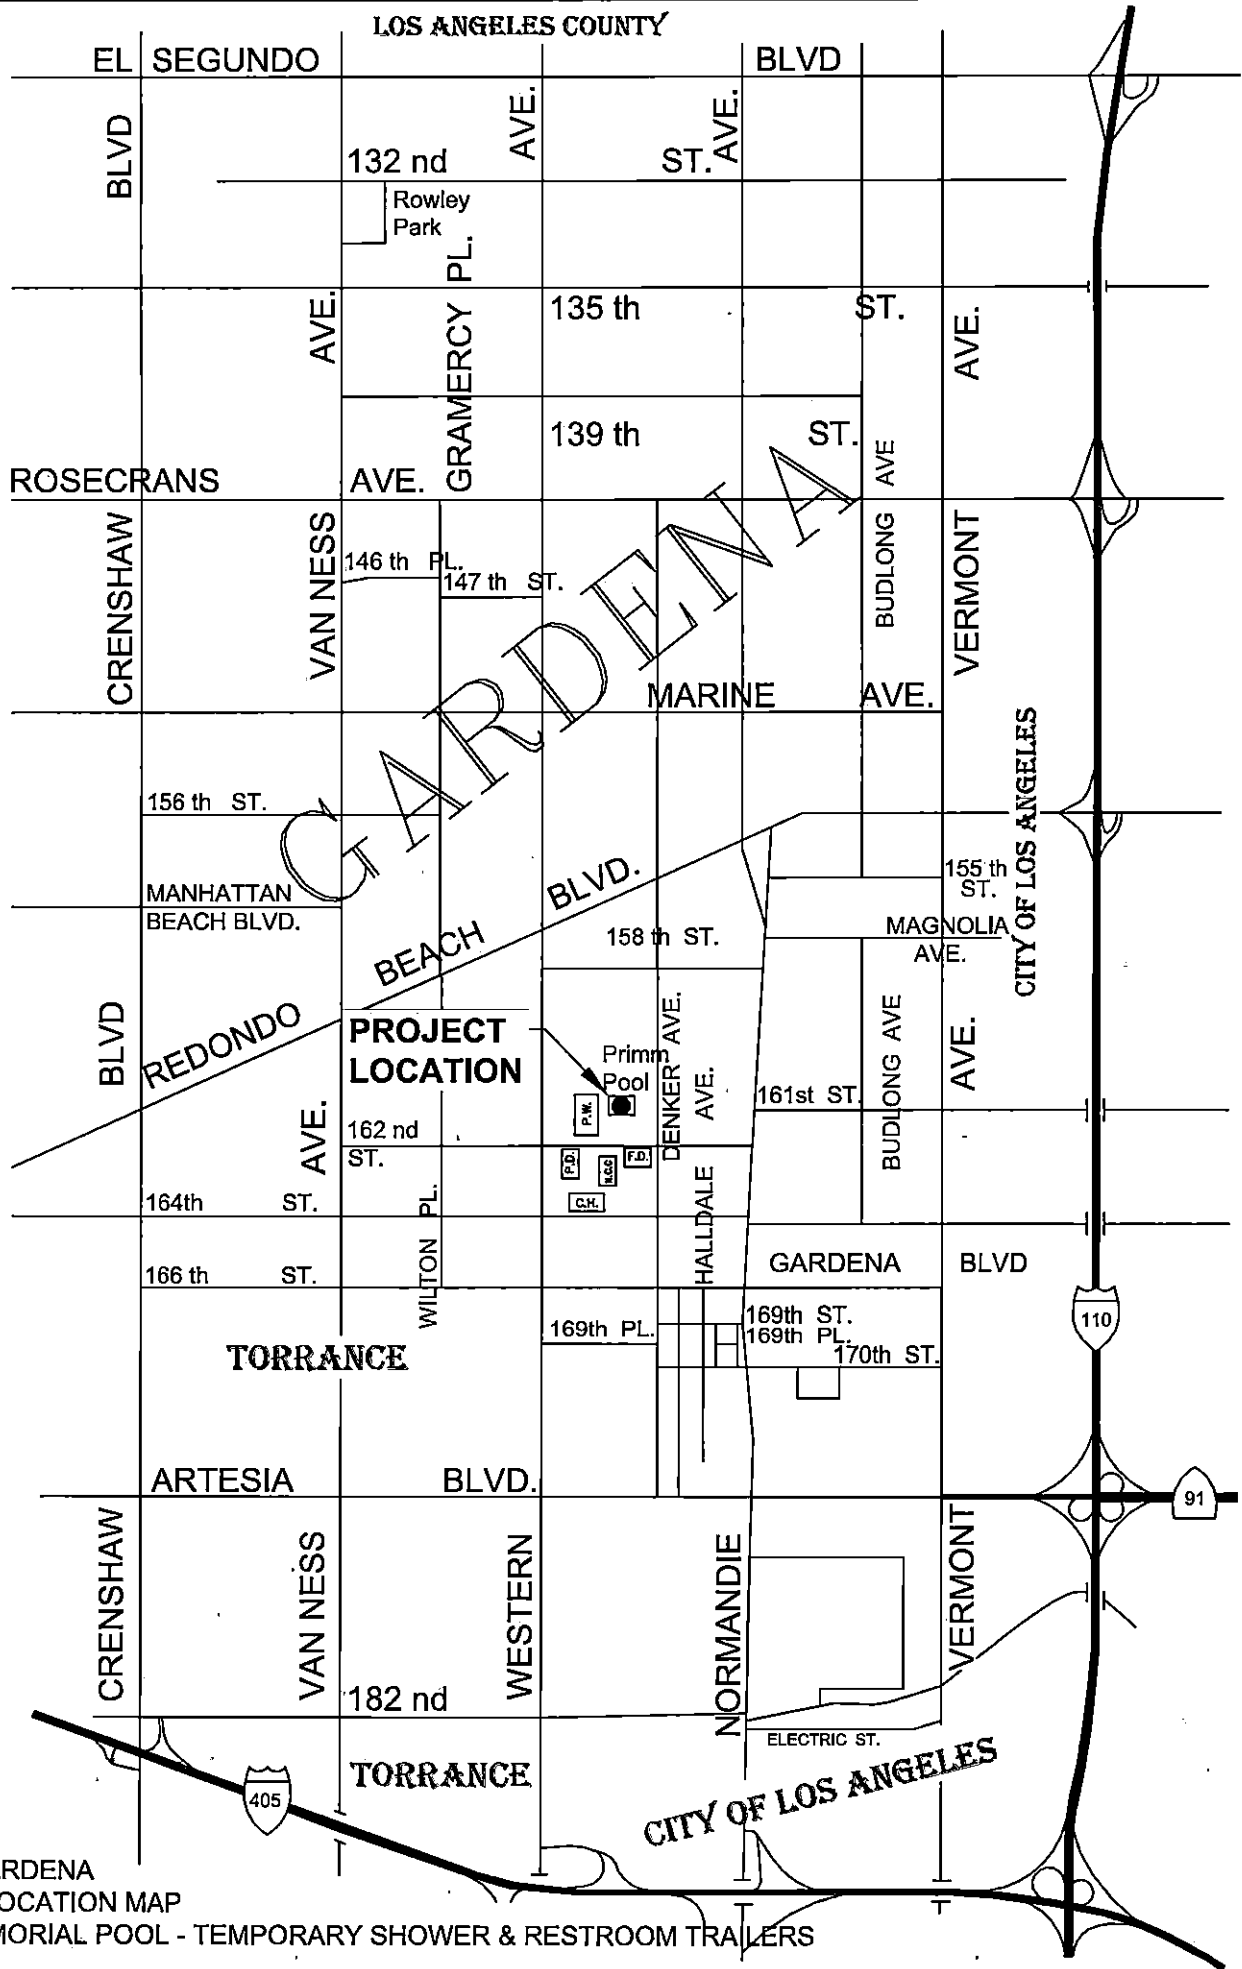 LOS ANGELES COUNTY
EL SEGUNDO BLVD
BLVD
AVE.
AVE.
132 nd ST.
Rowley
Park
GRAMERCY PL.
AVE.
135 th ST.
AVE.
139 th ST.
ROSECRANS AVE.
BUDLONG AVE
CRENSHAW
VAN NESS
VERMONT
146 th PL.
147 th ST.
GARDENA
MARINE AVE.
CITY OF LOS ANGELES
156 th ST.
MANHATTAN
BEACH BLVD.
REDONDO BEACH BLVD.
155 th
ST.
MAGNOLIA
AVE.
158 th ST.
BLVD
PROJECT
LOCATION
Primm
Pool
DENKER AVE.
HALLDALE AVE.
BUDLONG AVE
AVE.
161st ST.
P.W.
AVE.
162 nd
ST.
P.D.
N.C.C
F.D.
C.H.
164th ST.
WILTON PL.
166 th ST.
GARDENA BLVD
110
169th PL.
169th ST.
169th PL.
170th ST.
TORRANCE
ARTESIA BLVD.
91
CRENSHAW
VAN NESS
WESTERN
NORMANDIE
VERMONT
182 nd
ELECTRIC ST.
TORRANCE
405
CITY OF LOS ANGELES
RDENA
OCATION MAP
MORIAL POOL - TEMPORARY SHOWER & RESTROOM TRAILERS